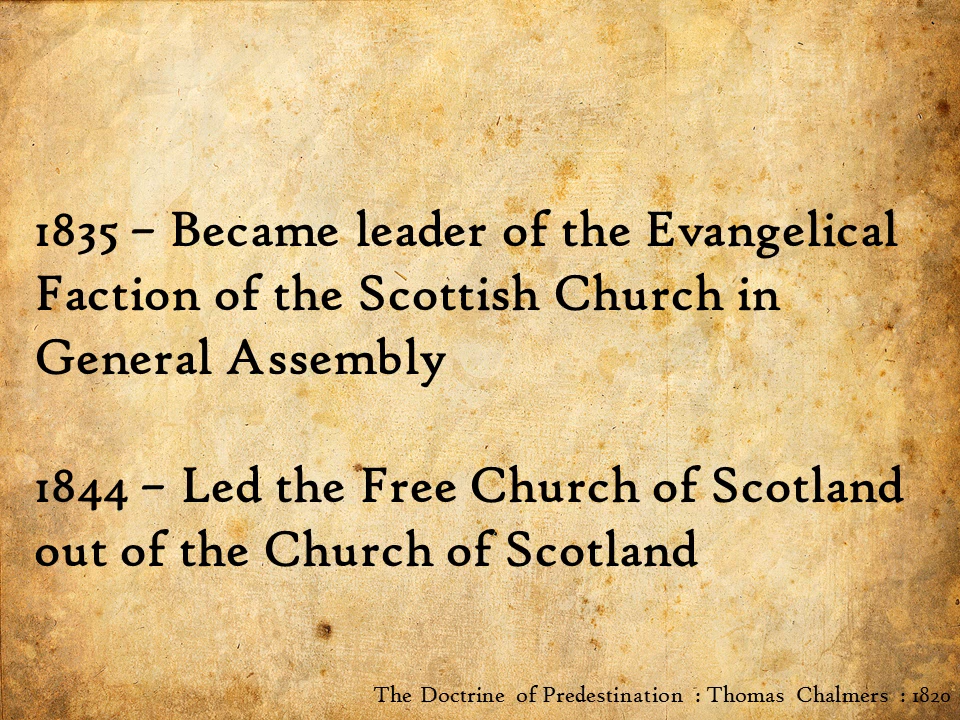 1835 – Became leader of the Evangelical
Faction of the Scottish Church in
General Assembly
1844 – Led the Free Church of Scotland
out of the Church of Scotland
The Doctrine of Predestination : Thomas Chalmers : 1820